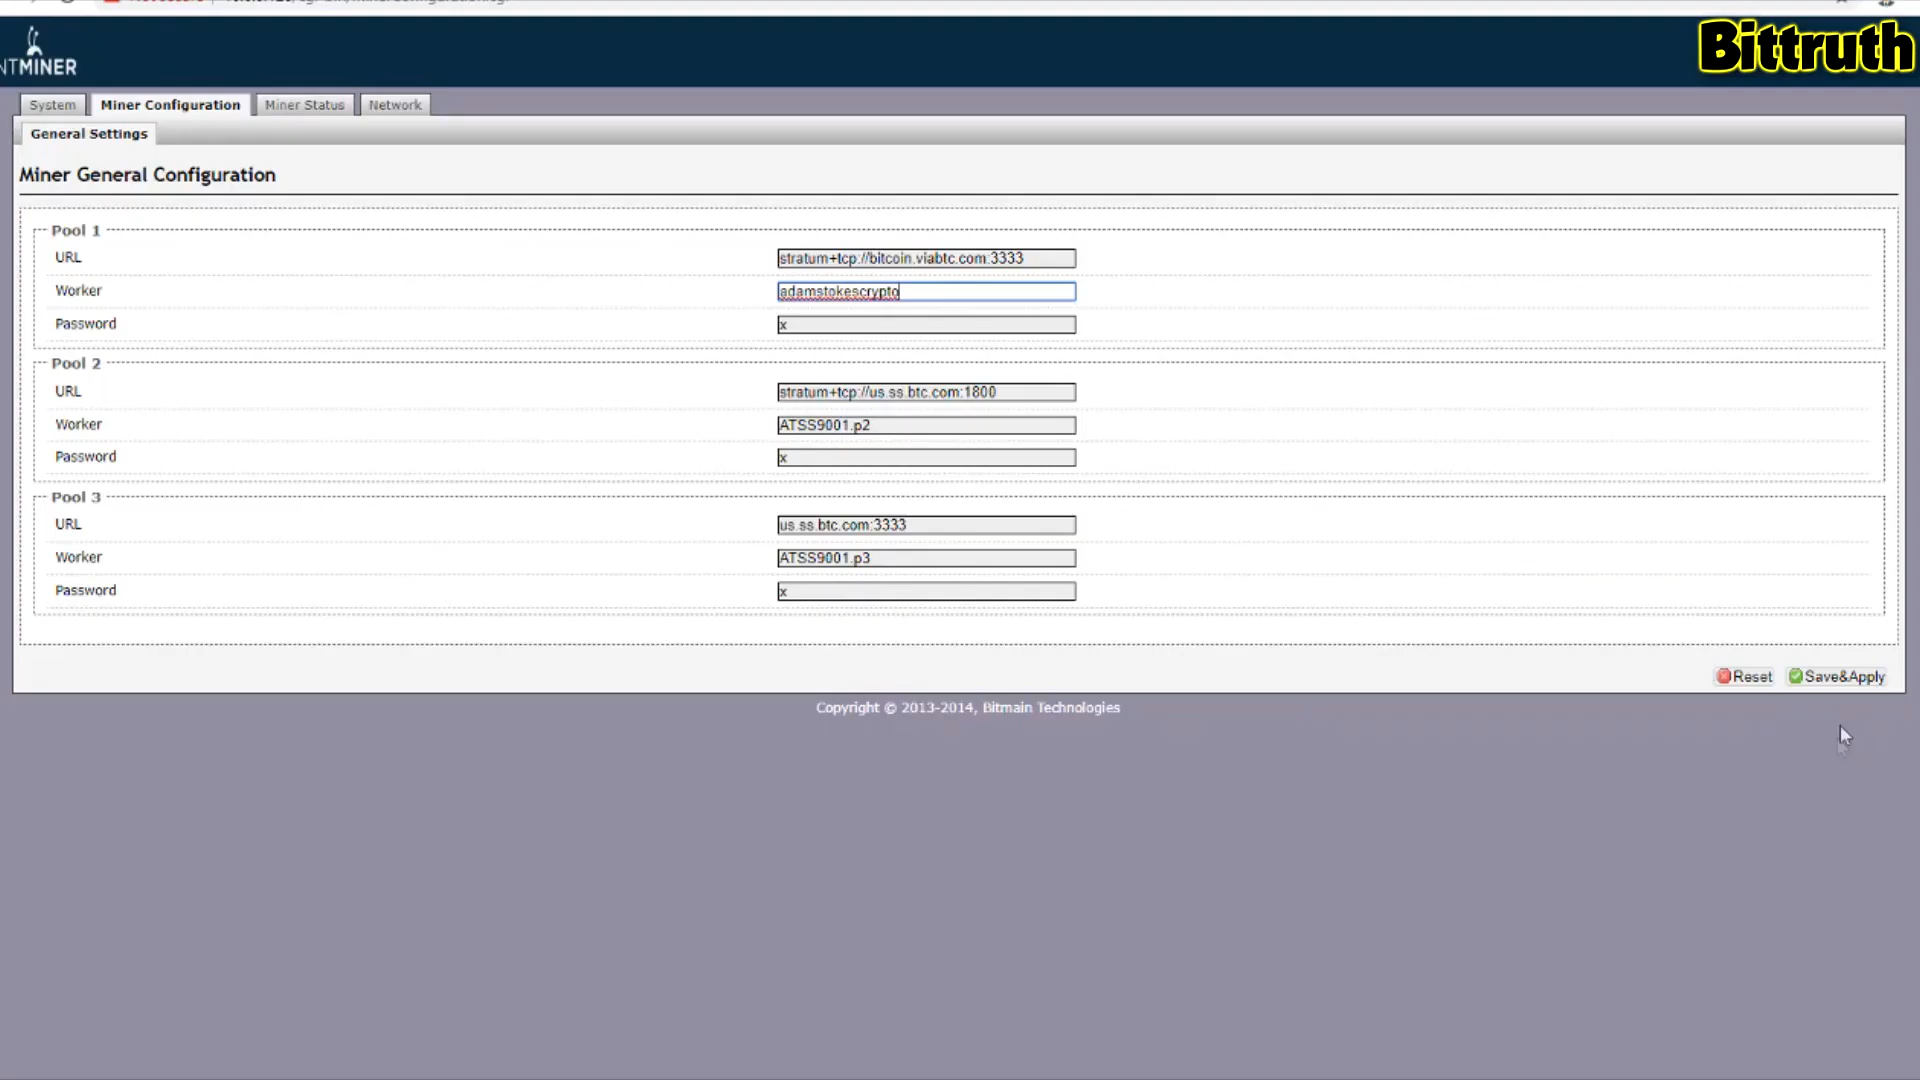 Bittruth
NTMINER
System
Miner Configuration
Miner Status
Network
General Settings
Miner General Configuration
Pool 1
URL
stratum+tcp://bitcoin.viabtc.com:3333
Worker
adamstokescrypto
Password
x
Pool 2
URL
stratum+tcp://us.ss.btc.com:1800
Worker
ATSS9001.p2
Password
x
Pool 3
URL
us.ss.btc.com:3333
Worker
ATSS9001.p3
Password
x
Reset
Save&Apply
Copyright © 2013-2014, Bitmain Technologies